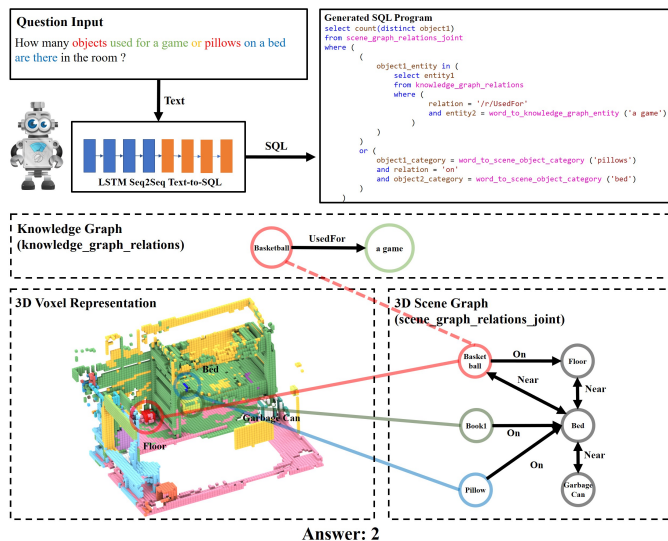 Question Input
How many objects used for a game or pillows on a bed
are there in the room ?
Text
LSTM Seq2Seq Text-to-SQL
SQL
Generated SQL Program
select count(distinct object1)
from scene_graph_relations_joint
where (
(
object1_entity in (
select entity1
from knowledge_graph_relations
where (
relation = '/r/UsedFor'
and entity2 = word_to_knowledge_graph_entity ('a game')
)
)
)
or (
object1_category = word_to_scene_object_category ('pillows')
and relation = 'on'
and object2_category = word_to_scene_object_category ('bed')
)
)
Knowledge Graph
(knowledge_graph_relations)
Basketball
UsedFor
a game
3D Voxel Representation
Bed
Garbage Can
Floor
3D Scene Graph
(scene_graph_relations_joint)
Basket
ball
On
Floor
Near
Near
Book1
On
Bed
On
Near
Pillow
Garbage
Can
Answer: 2